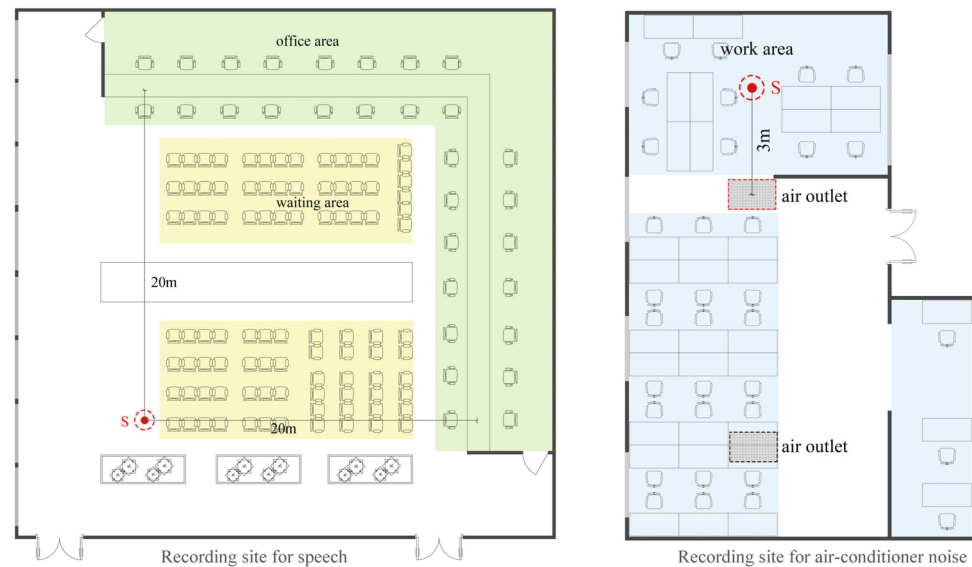 office area
waiting area
20m
S
20m
Recording site for speech
work area
S
3m
air outlet
air outlet
Recording site for air-conditioner noise